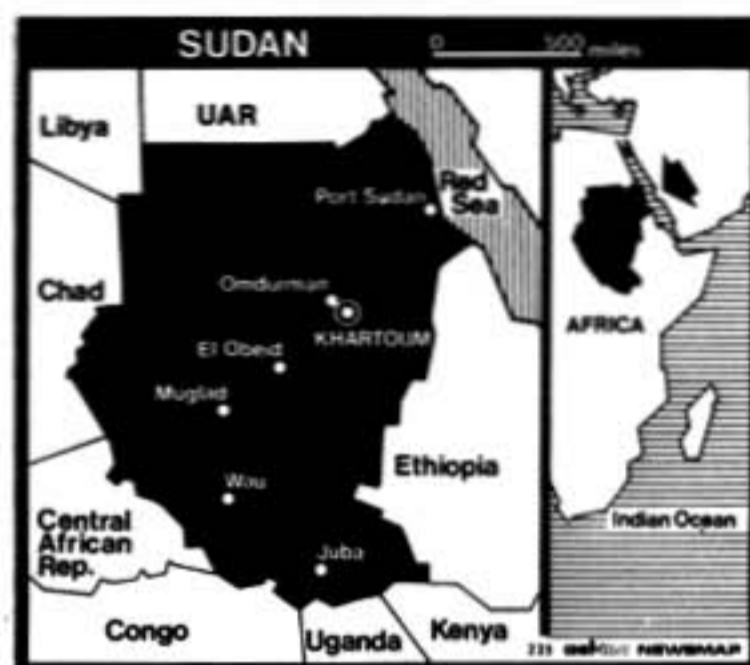 SUDAN
0 500 miles
Libya
UAR
Port Sudan
Red
Sea
Chad
Omdurman
KHARTOUM
El Obeid
Muglad
Ethiopia
Wau
Central
African
Rep.
Juba
Congo
Uganda
Kenya
AFRICA
Indian Ocean
NEWSMAP